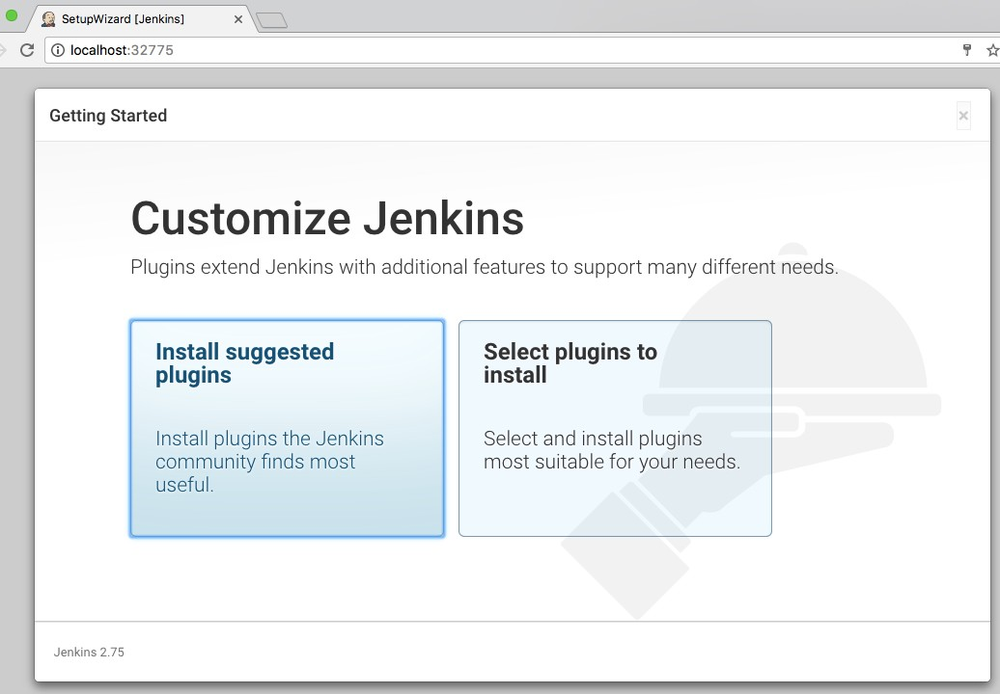 SetupWizard [Jenkins]
localhost:32775
Getting Started
Customize Jenkins
Plugins extend Jenkins with additional features to support many different needs.
Install suggested
plugins
Install plugins the Jenkins
community finds most
useful.
Select plugins to
install
Select and install plugins
most suitable for your needs.
Jenkins 2.75